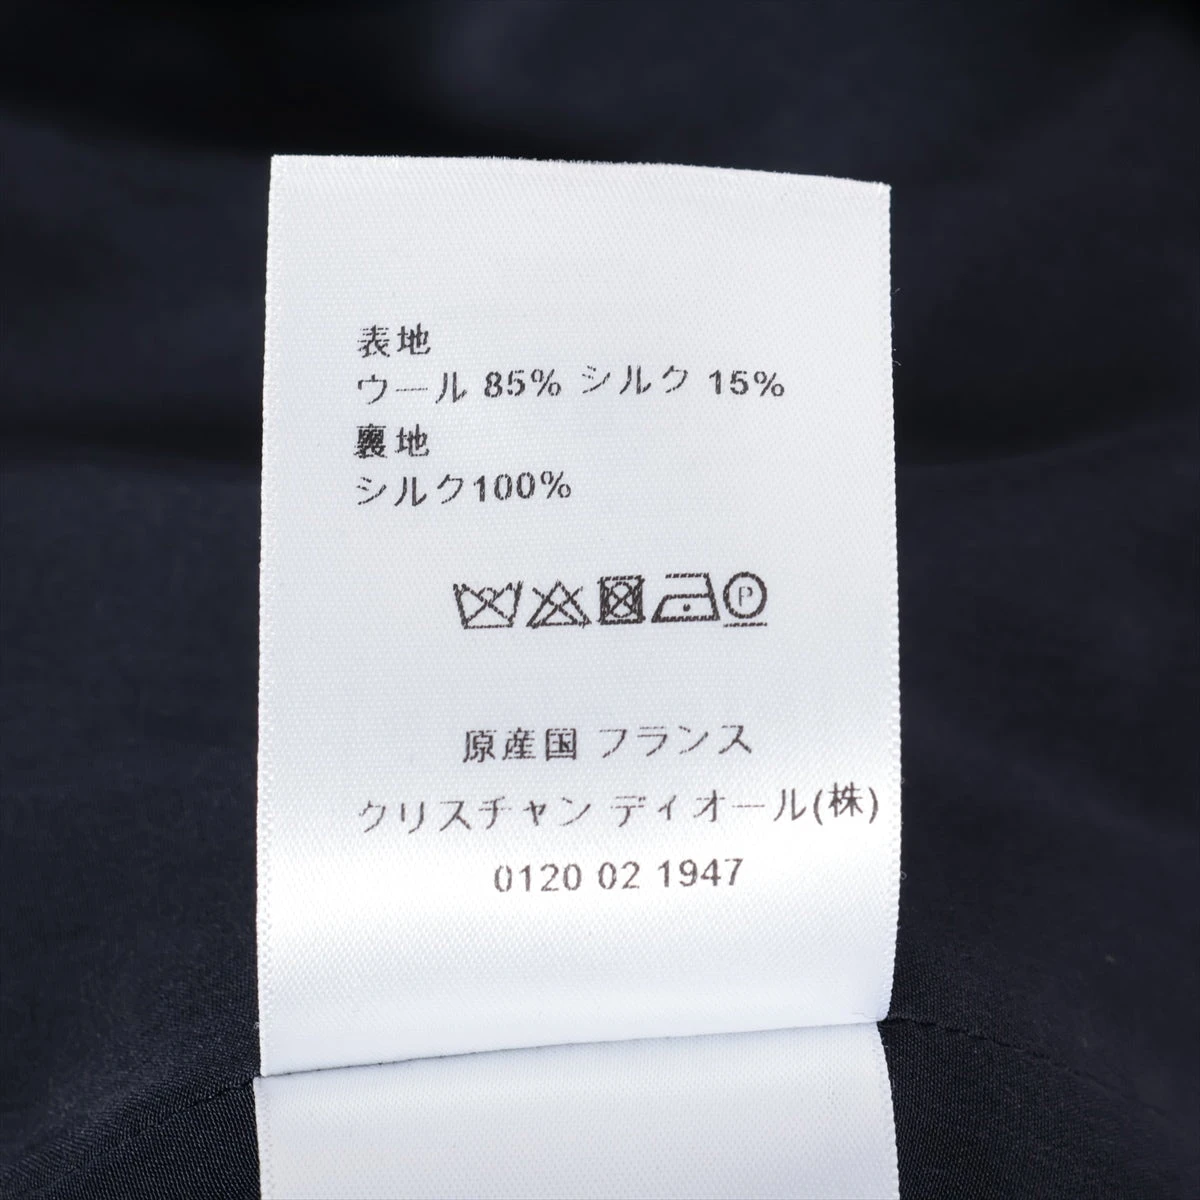 表地
ウール 85% シルク 15%
裏地
シルク100%
P
原産国 フランス
クリスチャン ディオール(株)
0120 02 1947